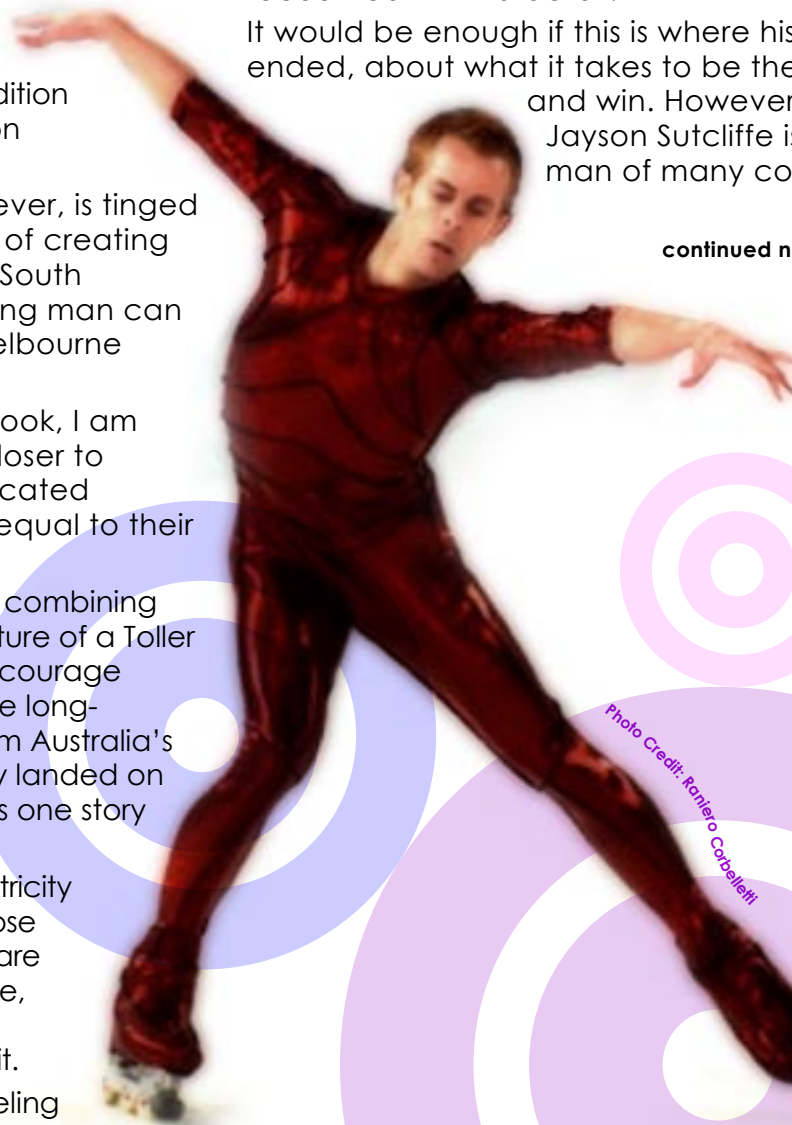 dition
on
ever, is tinged
of creating
South
ng man can
elbourne
ook, I am
loser to
cated
equal to their
combining
ture of a Toller
courage
e long-
m Australia’s
y landed on
s one story
tricity
ose
are
e,
it.
eling
It would be enough if this is where his
ended, about what it takes to be the
and win. However
Jayson Sutcliffe is
man of many co
continued n
Photo Credit: Raniero Corbelletti